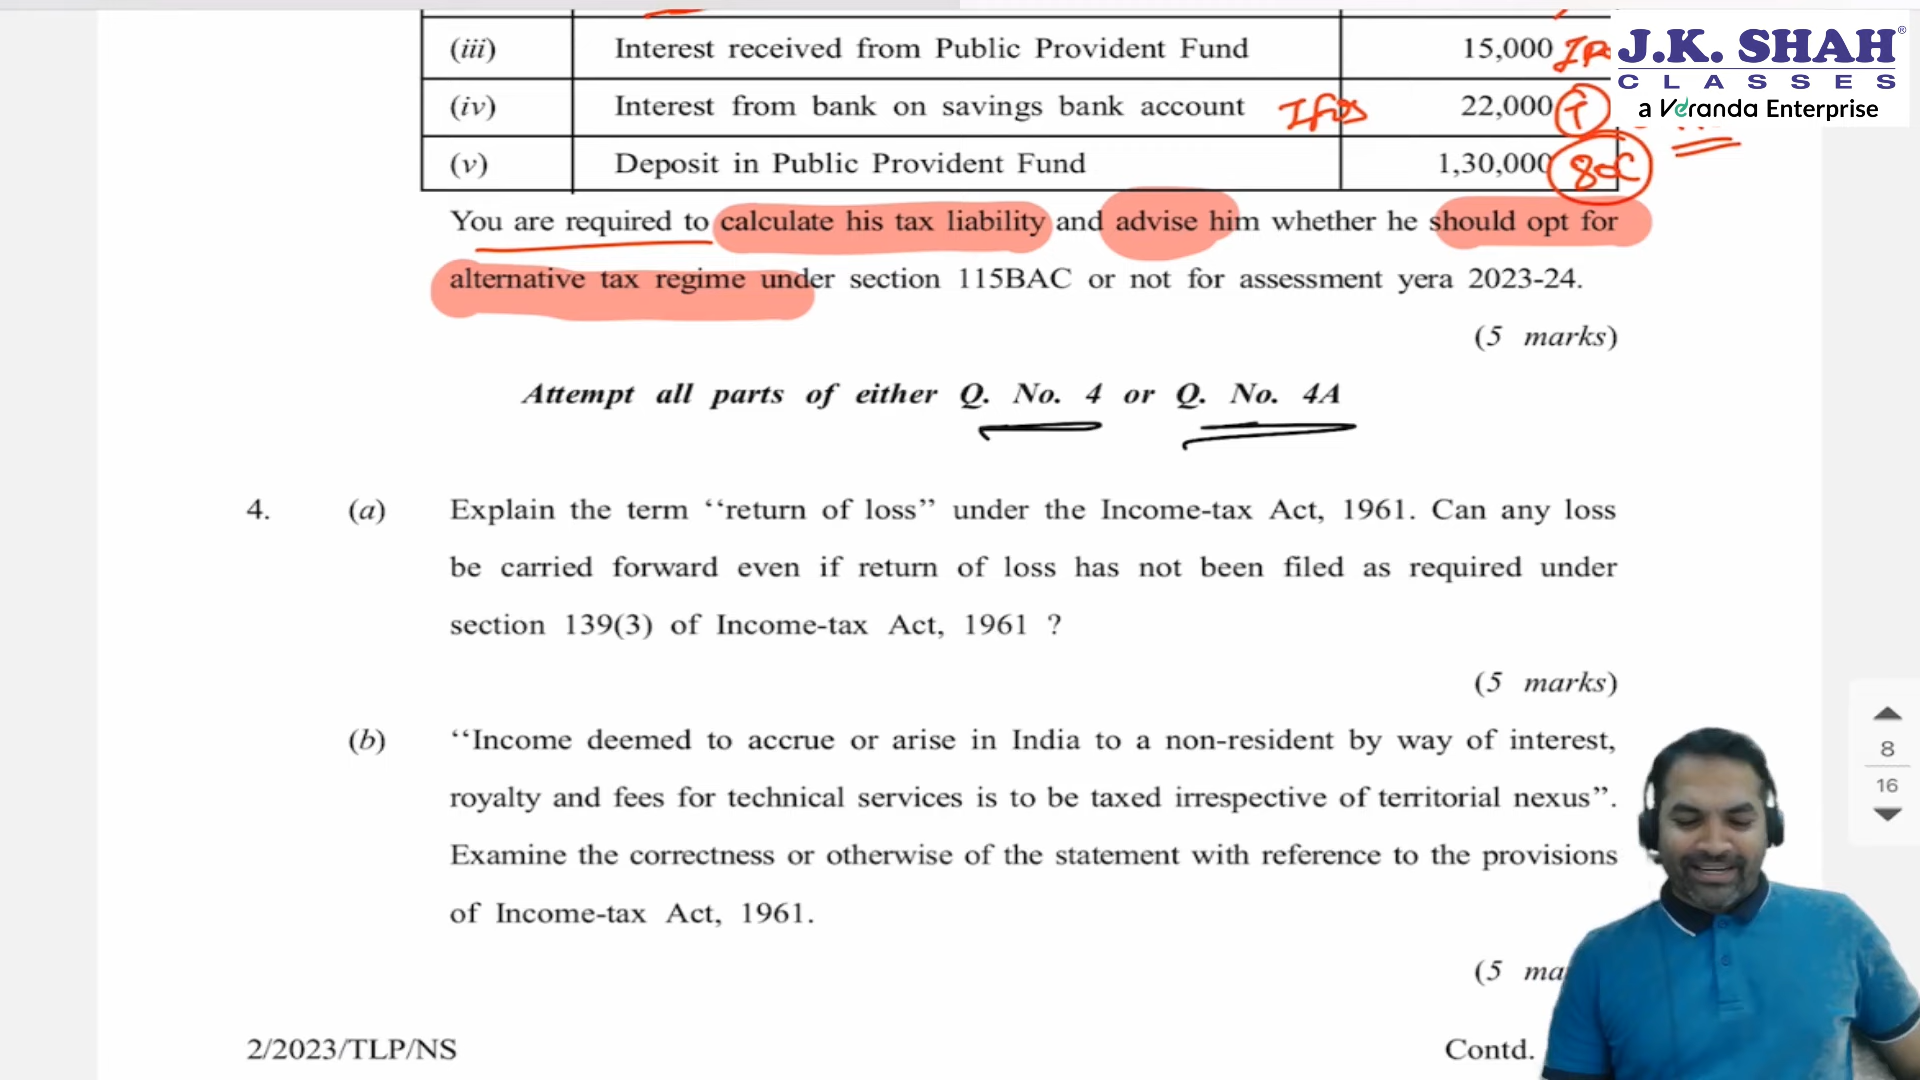 (iii) Interest received from Public Provident Fund 15,000
J.K. SHAH®
CLASSES
a Veranda Enterprise
(iv) Interest from bank on savings bank account Ifos 22,000 T
(v) Deposit in Public Provident Fund 1,30,000 80C
You are required to calculate his tax liability and advise him whether he should opt for
alternative tax regime under section 115BAC or not for assessment yera 2023-24.
(5 marks)
Attempt all parts of either Q. No. 4 or Q. No. 4A
4. (a) Explain the term ‘‘return of loss’’ under the Income-tax Act, 1961. Can any loss
be carried forward even if return of loss has not been filed as required under
section 139(3) of Income-tax Act, 1961 ?
(5 marks)
(b) ‘‘Income deemed to accrue or arise in India to a non-resident by way of interest,
royalty and fees for technical services is to be taxed irrespective of territorial nexus’’.
Examine the correctness or otherwise of the statement with reference to the provisions
of Income-tax Act, 1961.
(5 ma
8
16
2/2023/TLP/NS Contd.